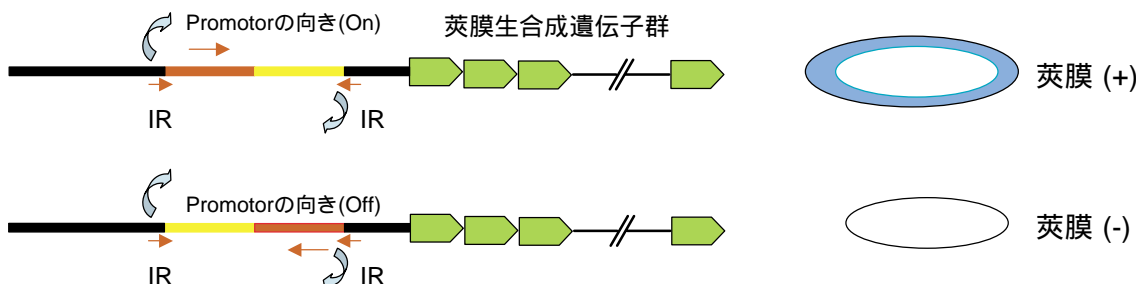 Promotorの向き(On)
莢膜生合成遺伝子群
莢膜 (+)
IR
IR
Promotorの向き(Off)
莢膜 (-)
IR
IR